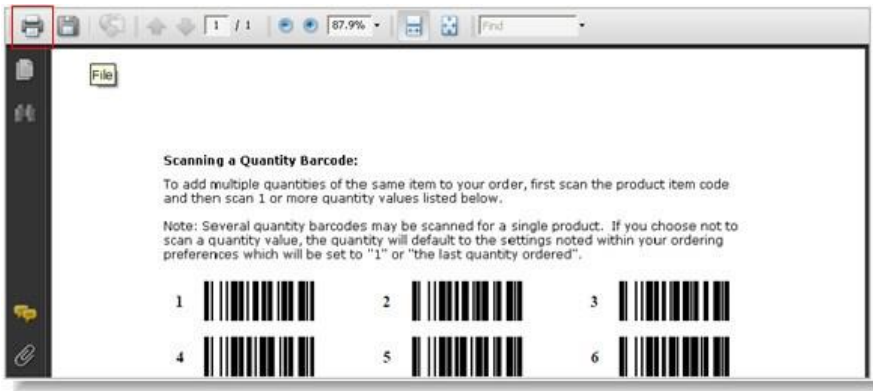 1 / 1 87.9% Find
File
Scanning a Quantity Barcode:
To add multiple quantities of the same item to your order, first scan the product item code
and then scan 1 or more quantity values listed below.
Note: Several quantity barcodes may be scanned for a single product. If you choose not to
scan a quantity value, the quantity will default to the settings noted within your ordering
preferences which will be set to "1" or "the last quantity ordered".
1 2 3
4 5 6